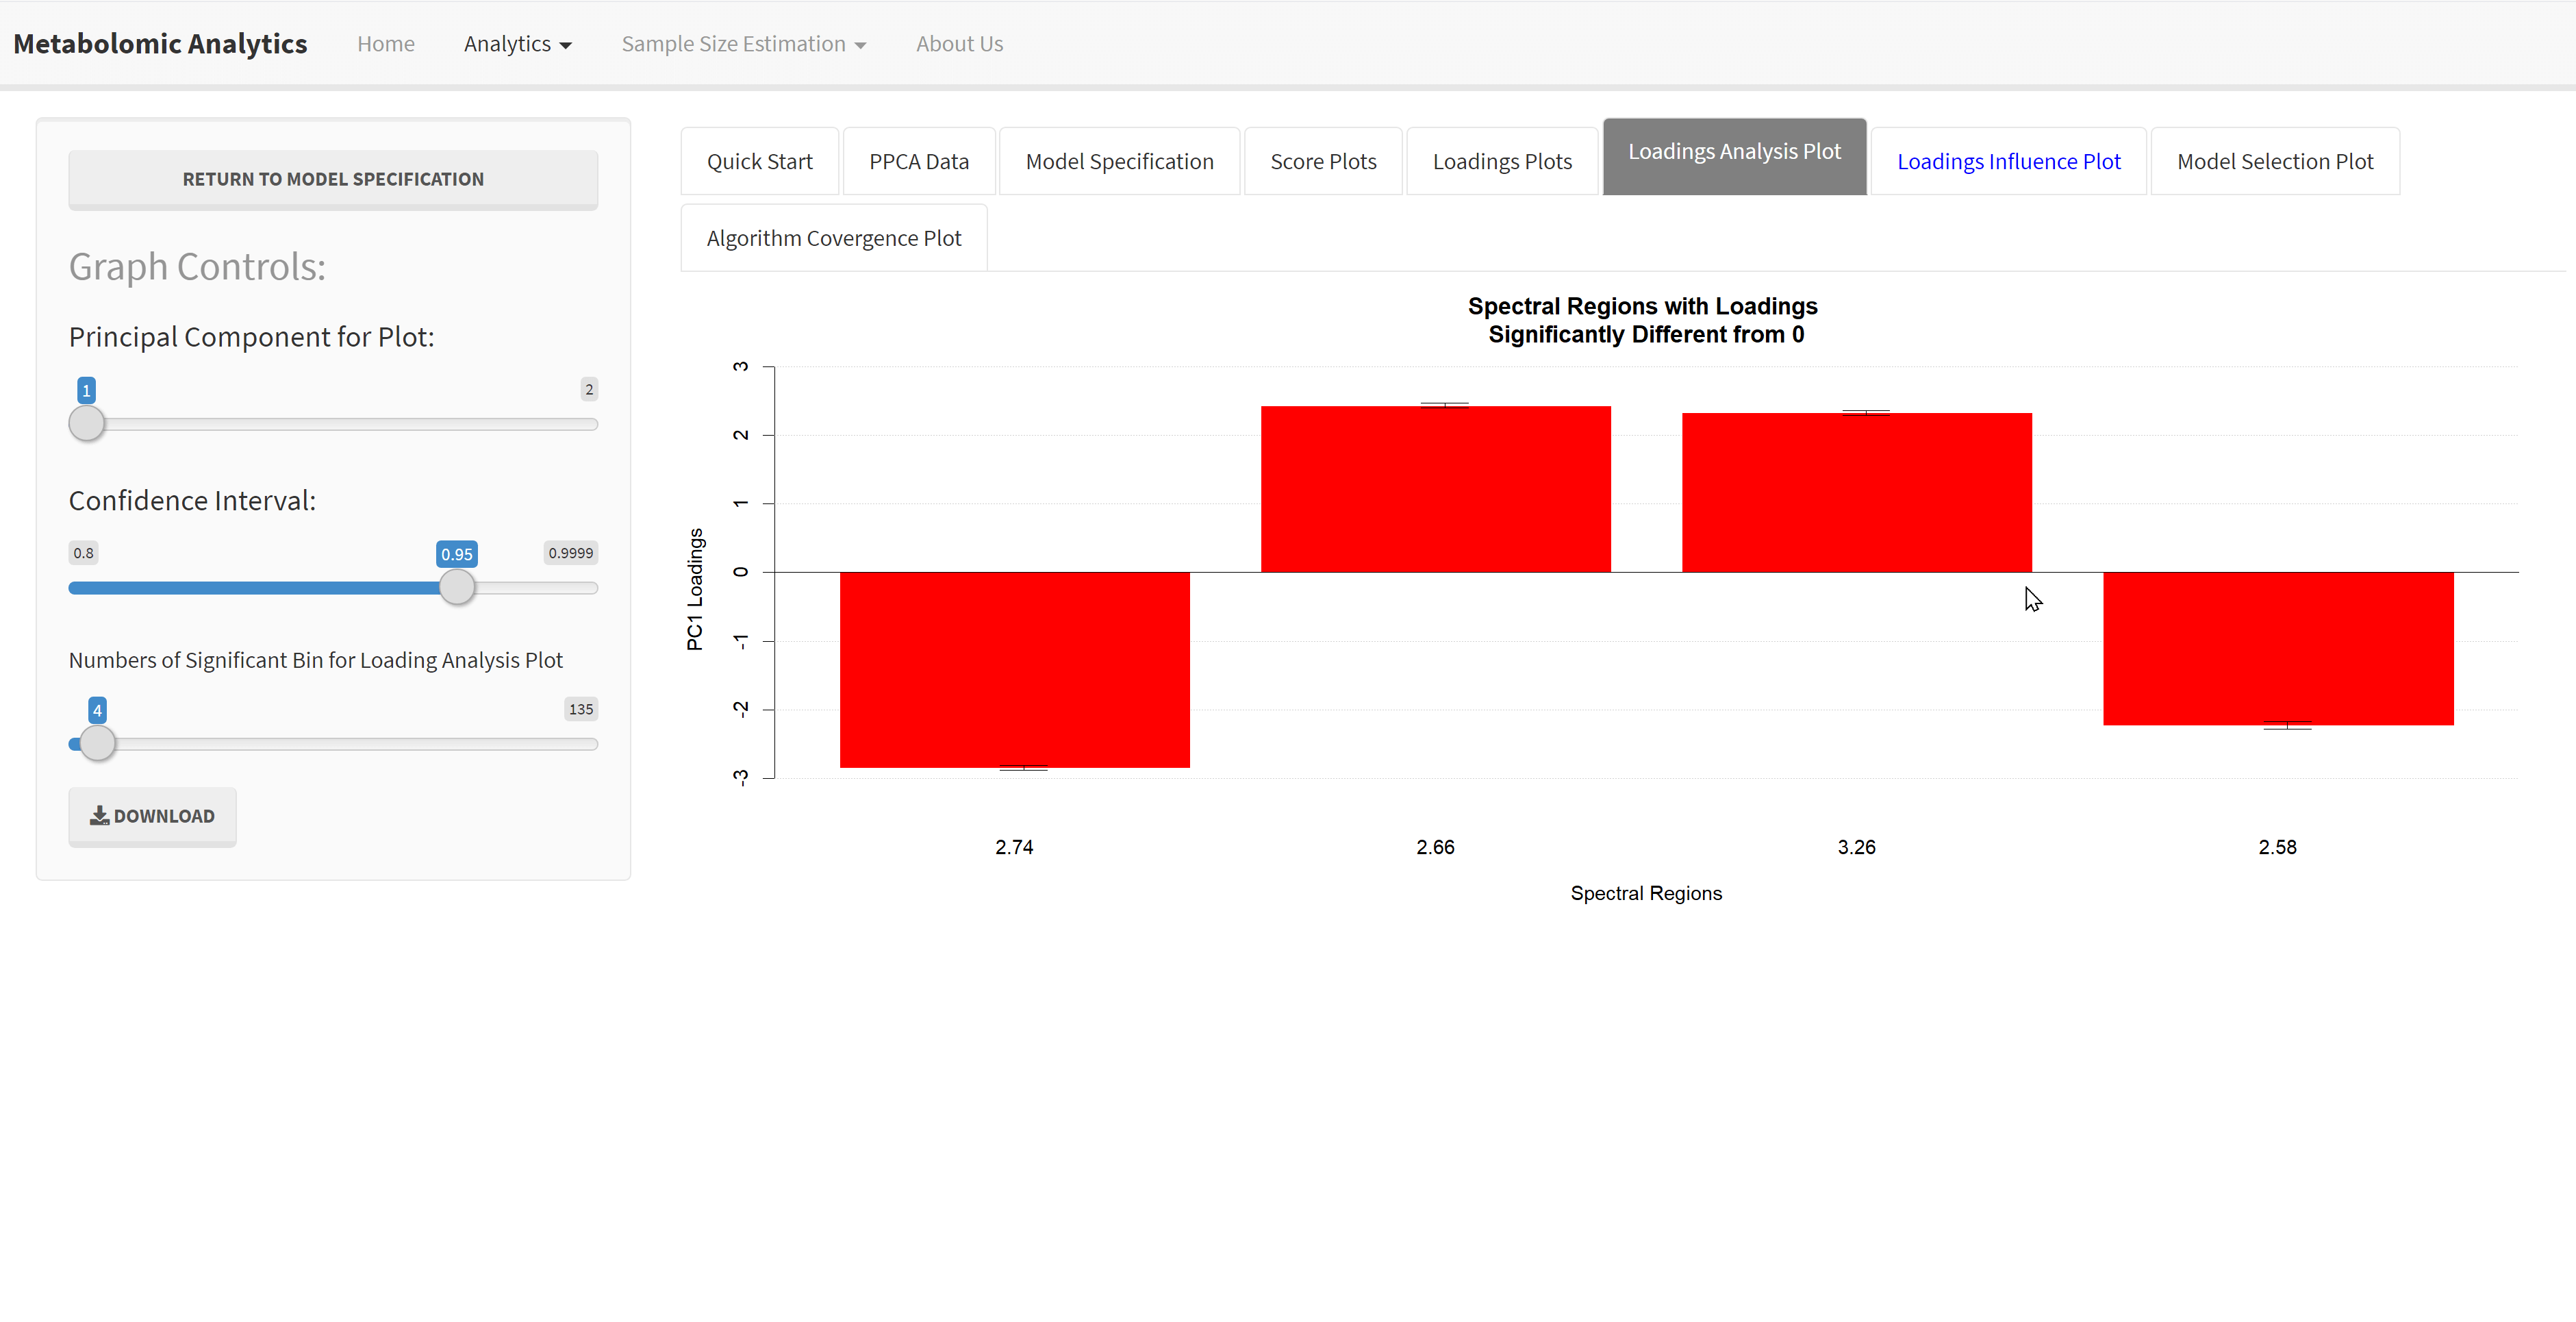 Metabolomic Analytics Home Analytics Sample Size Estimation About Us
RETURN TO MODEL SPECIFICATION
Graph Controls:
Principal Component for Plot:
1 2
Confidence Interval:
0.8 0.95 0.9999
Numbers of Significant Bin for Loading Analysis Plot
4 135
DOWNLOAD
Quick Start PPCA Data Model Specification Score Plots Loadings Plots Loadings Analysis Plot Loadings Influence Plot Model Selection Plot
Algorithm Covergence Plot
Spectral Regions with Loadings
Significantly Different from 0
PC1 Loadings
3
2
1
0
-1
-2
-3
2.74 2.66 3.26 2.58
Spectral Regions